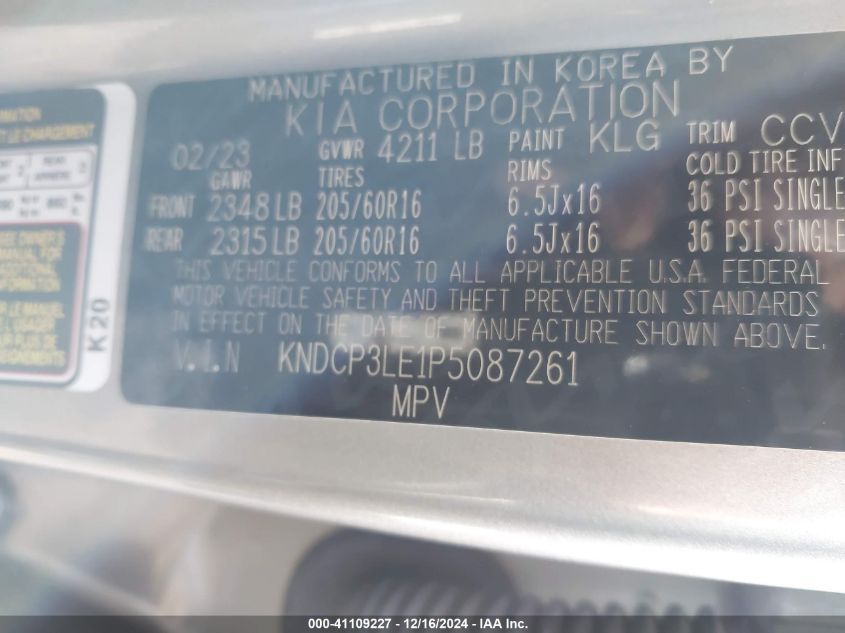 MANUFACTURED IN KOREA BY
KIA CORPORATION
02/23 GVWR 4211 LB PAINT KLG TRIM CCV
GAWR TIRES RIMS COLD TIRE INF
FRONT 2348 LB 205/60R16 6.5Jx16 36 PSI SINGLE
REAR 2315 LB 205/60R16 6.5Jx16 36 PSI SINGLE
THIS VEHICLE CONFORMS TO ALL APPLICABLE U.S.A. FEDERAL
MOTOR VEHICLE SAFETY AND THEFT PREVENTION STANDARDS
IN EFFECT ON THE DATE OF MANUFACTURE SHOWN ABOVE.
V.I.N KNDCP3LE1P5087261
MPV
K20
000-41109227 - 12/16/2024 - IAA Inc.